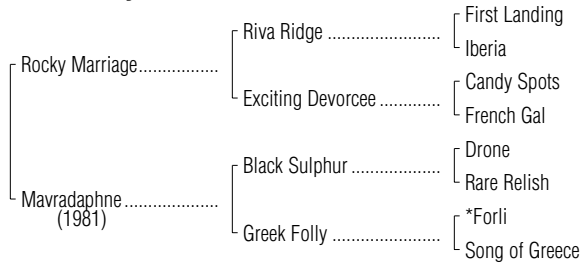 First Landing
Riva Ridge ......................
Iberia
Rocky Marriage.................
Candy Spots
Exciting Devorcee ............
French Gal
Drone
Black Sulphur ..................
Rare Relish
Mavradaphne ...................
(1981)
*Forli
Greek Folly ......................
Song of Greece